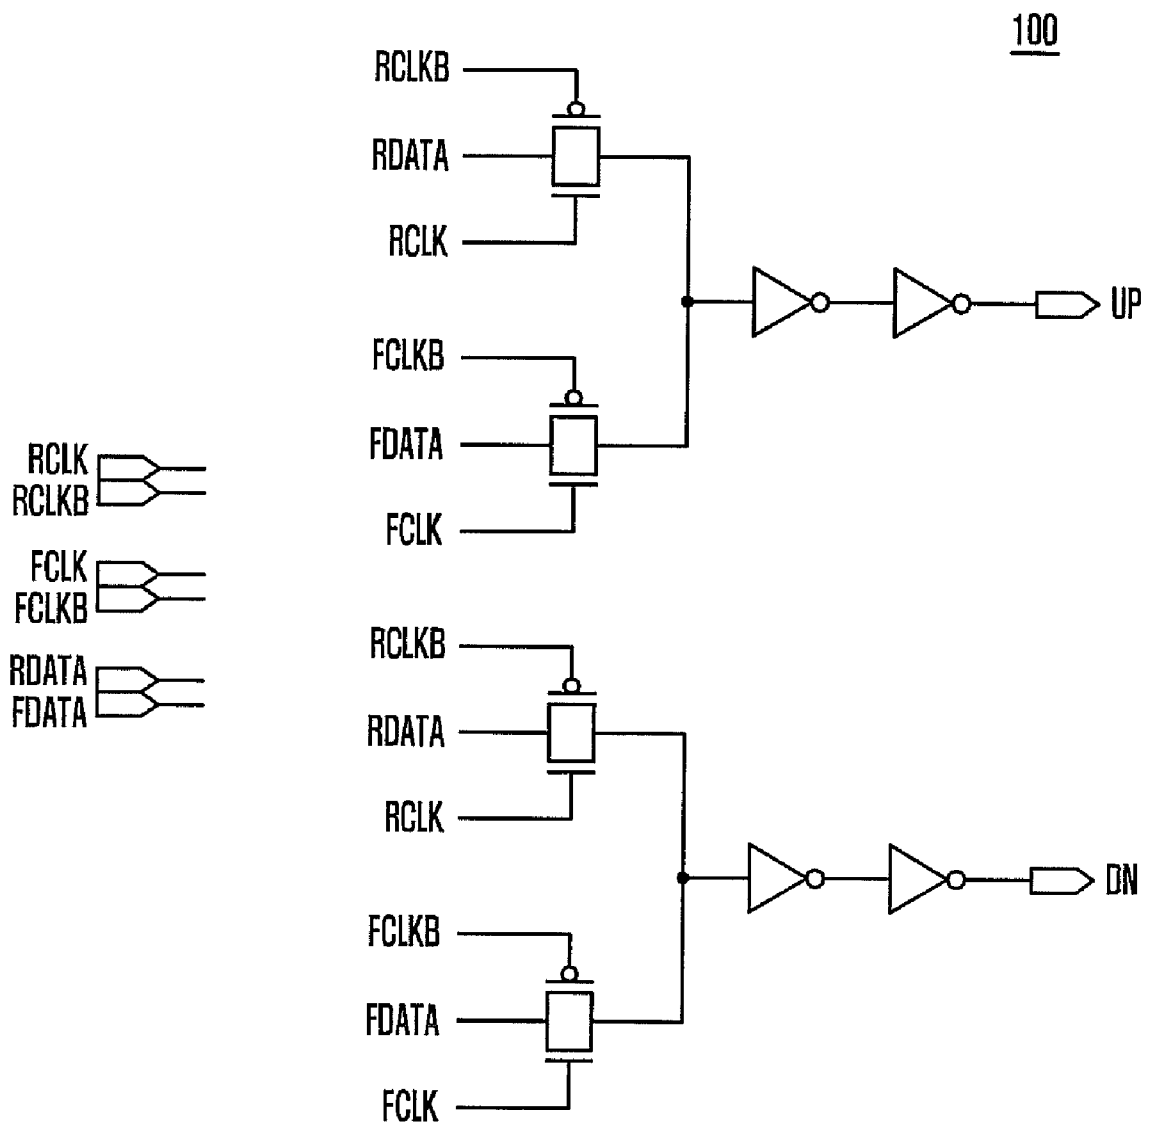 100
RCLKB
RDATA
RCLK
UP
FCLKB
FDATA
FCLK
RCLK
RCLKB
FCLK
FCLKB
RDATA
FDATA
RCLKB
RDATA
RCLK
DN
FCLKB
FDATA
FCLK